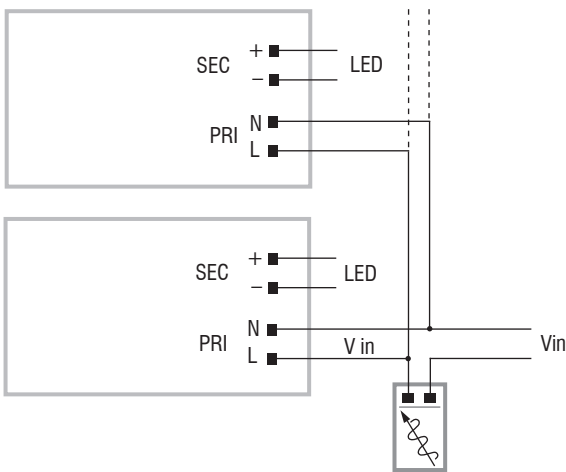 SEC + LED
−
PRI N
L
SEC + LED
−
PRI N
L V in
Vin